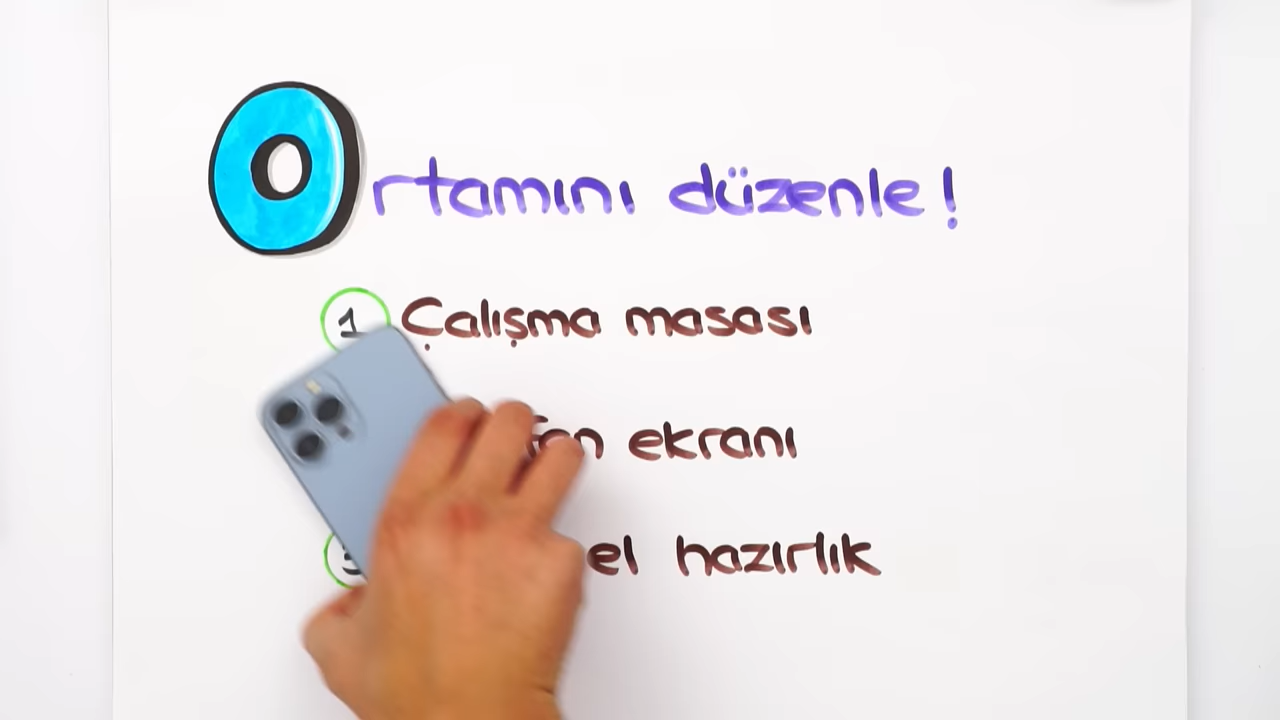 Ortamını düzenle!
1 Çalışma masası
ekranı
hazırlık